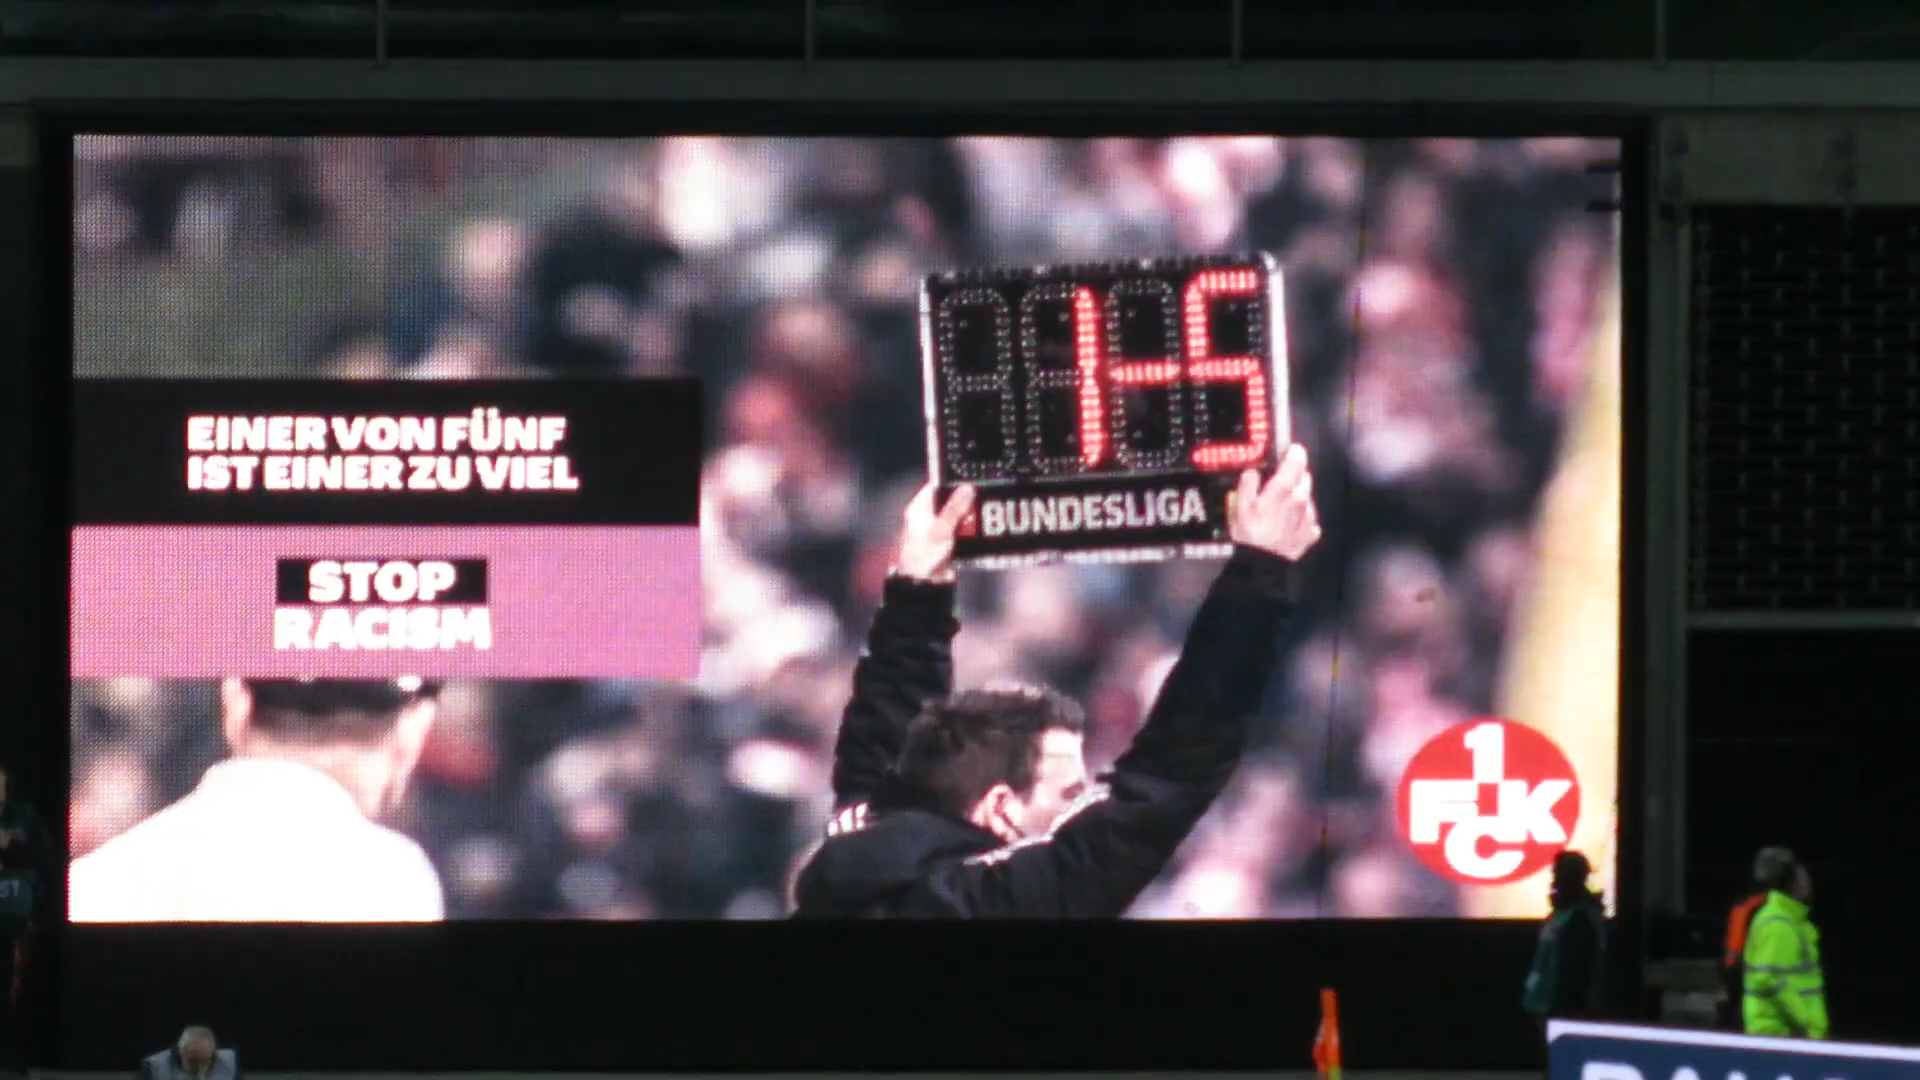 1-5
EINER VON FÜNF
IST EINER ZU VIEL
BUNDESLIGA
STOP
RACISM
1
FCK